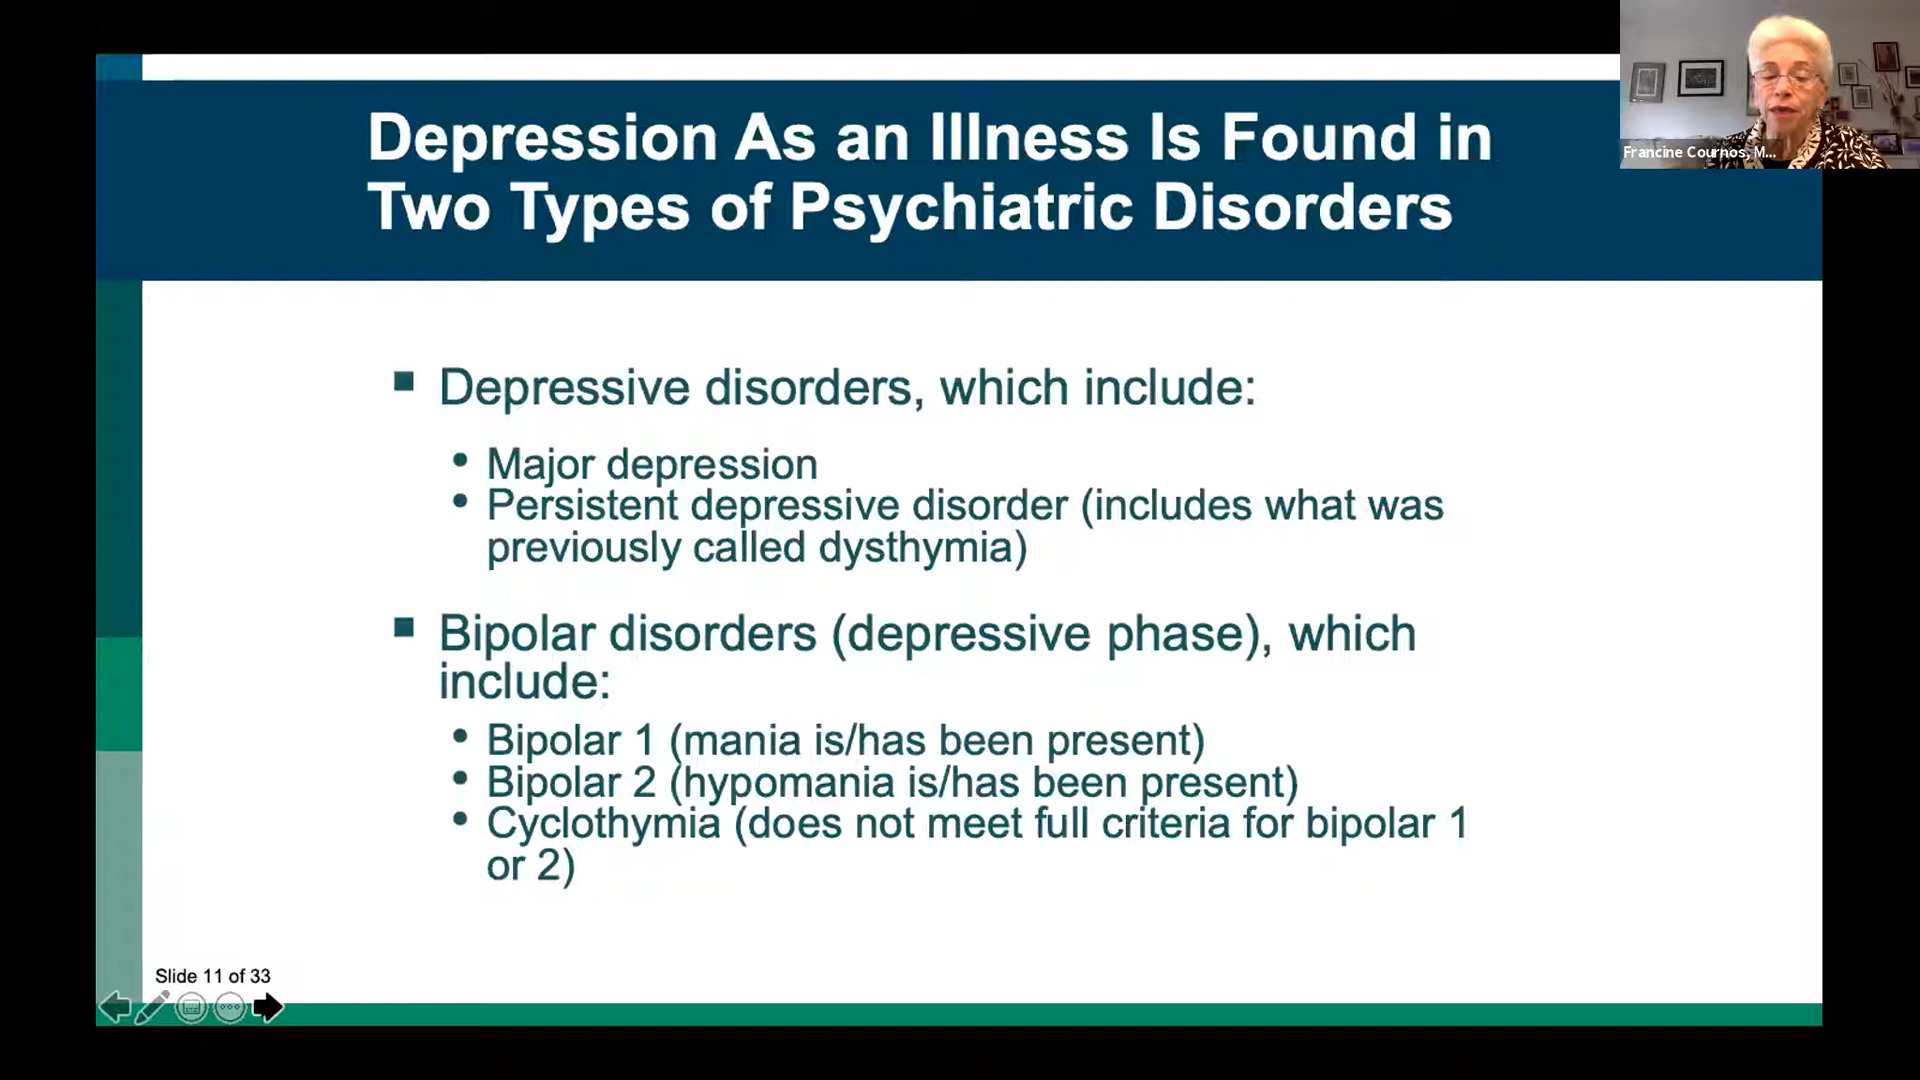 Depression As an Illness Is Found in
Two Types of Psychiatric Disorders
Francine Cournos, M...
■ Depressive disorders, which include:
• Major depression
• Persistent depressive disorder (includes what was
previously called dysthymia)
■ Bipolar disorders (depressive phase), which
include:
• Bipolar 1 (mania is/has been present)
• Bipolar 2 (hypomania is/has been present)
• Cyclothymia (does not meet full criteria for bipolar 1
or 2)
Slide 11 of 33